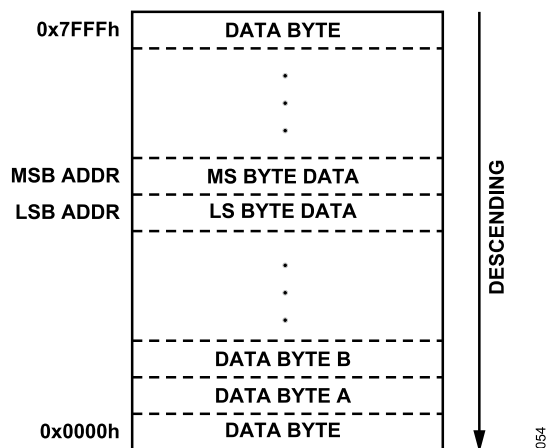 0x7FFFh DATA BYTE
MSB ADDR MS BYTE DATA
LSB ADDR LS BYTE DATA
DESCENDING
DATA BYTE B
DATA BYTE A
0x0000h DATA BYTE
054